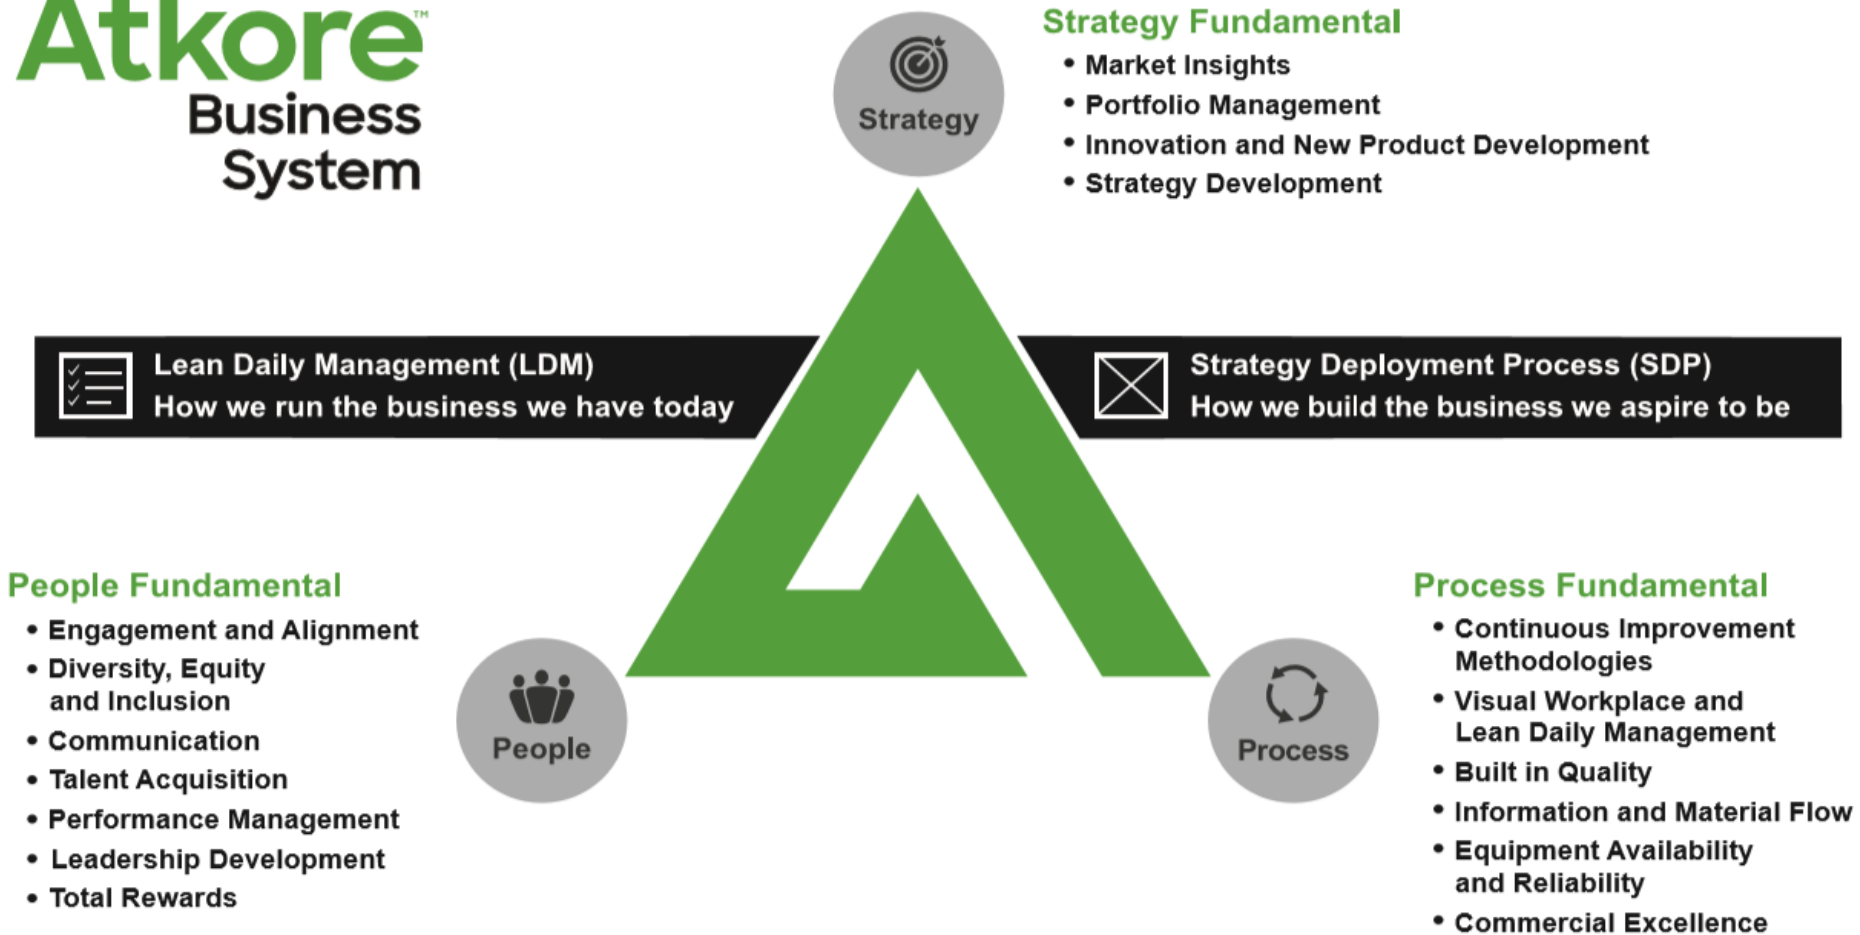 Atkore™
Business
System
Strategy
Strategy Fundamental
• Market Insights
• Portfolio Management
• Innovation and New Product Development
• Strategy Development
Lean Daily Management (LDM)
How we run the business we have today
Strategy Deployment Process (SDP)
How we build the business we aspire to be
People Fundamental
• Engagement and Alignment
• Diversity, Equity
and Inclusion
• Communication
• Talent Acquisition
• Performance Management
• Leadership Development
• Total Rewards
People
Process
Process Fundamental
• Continuous Improvement
Methodologies
• Visual Workplace and
Lean Daily Management
• Built in Quality
• Information and Material Flow
• Equipment Availability
and Reliability
• Commercial Excellence